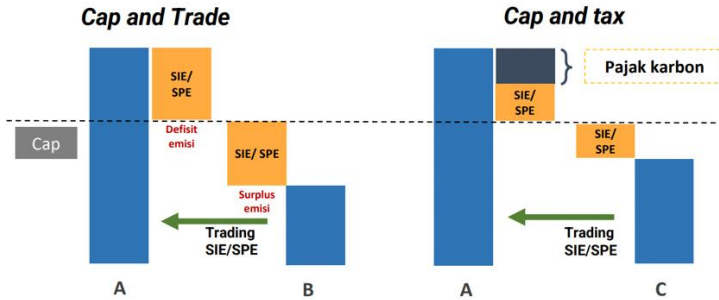 Cap and Trade
Cap and tax
SIE/
SPE
Defisit
emisi
Cap
SIE/ SPE
Surplus
emisi
Trading
SIE/SPE
A
B
Pajak karbon
SIE/
SPE
SIE/
SPE
Trading
SIE/SPE
A
C